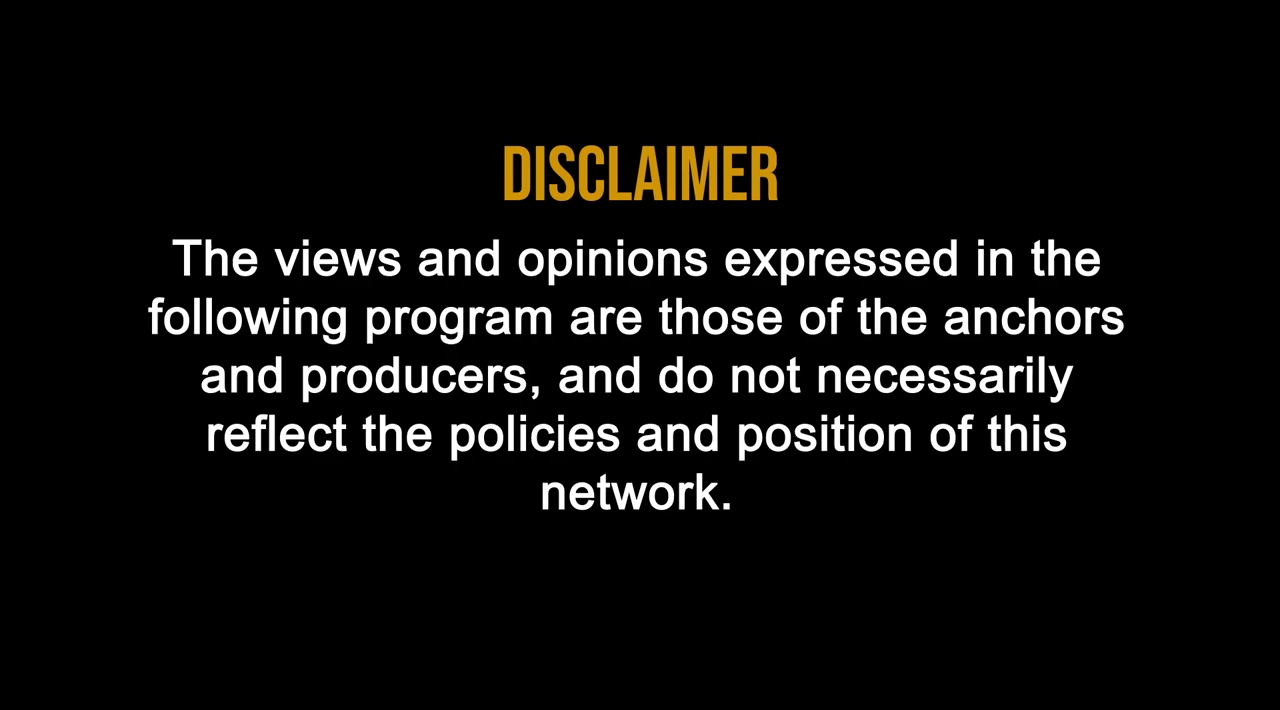 DISCLAIMER
The views and opinions expressed in the
following program are those of the anchors
and producers, and do not necessarily
reflect the policies and position of this
network.